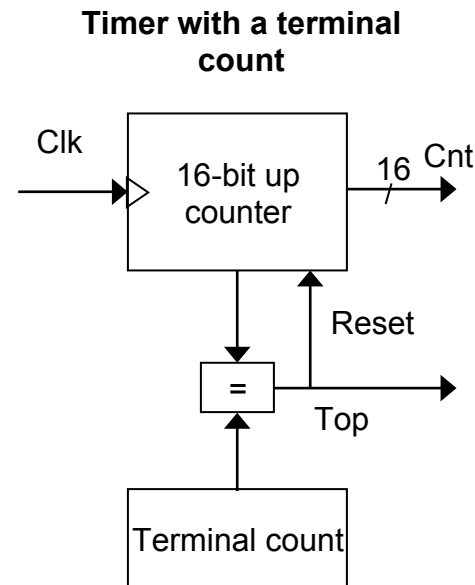 Timer with a terminal
count
Clk
16-bit up
counter
16
Cnt
Reset
=
Top
Terminal count